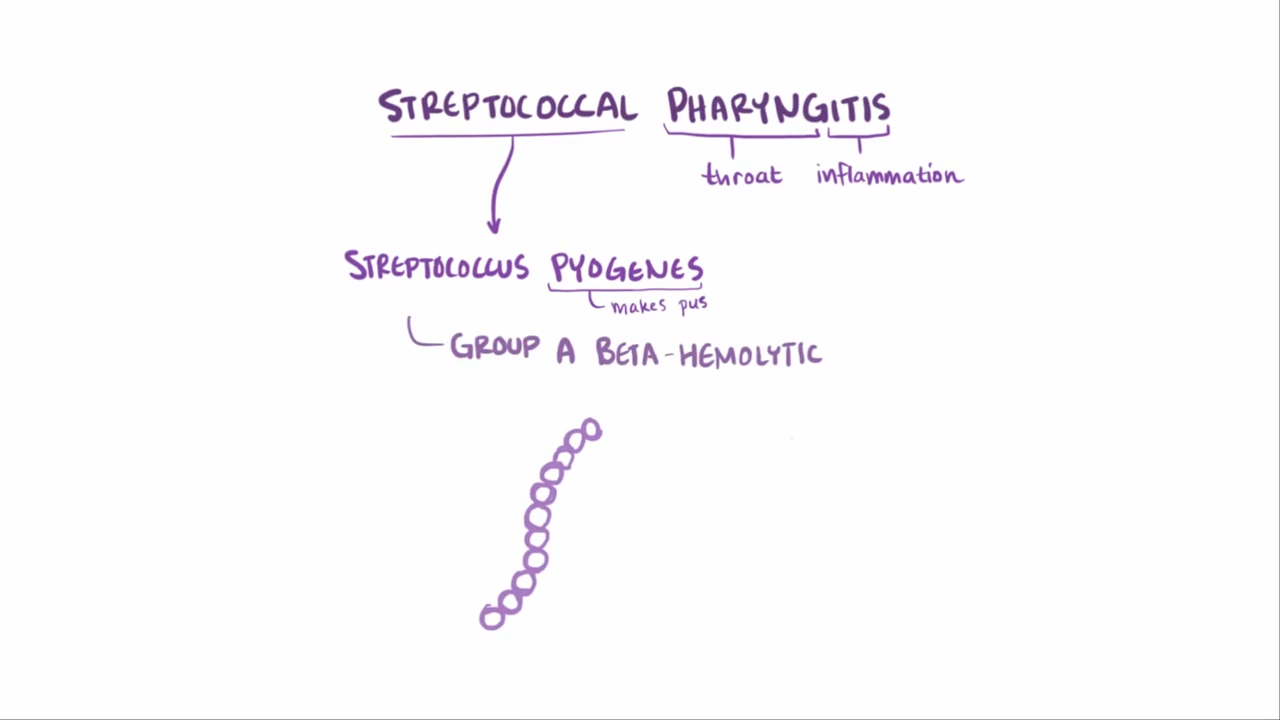 STREPTOCOCCAL PHARYNGITIS
throat inflammation
STREPTOCOCCUS PYOGENES
makes pus
GROUP A BETA-HEMOLYTIC